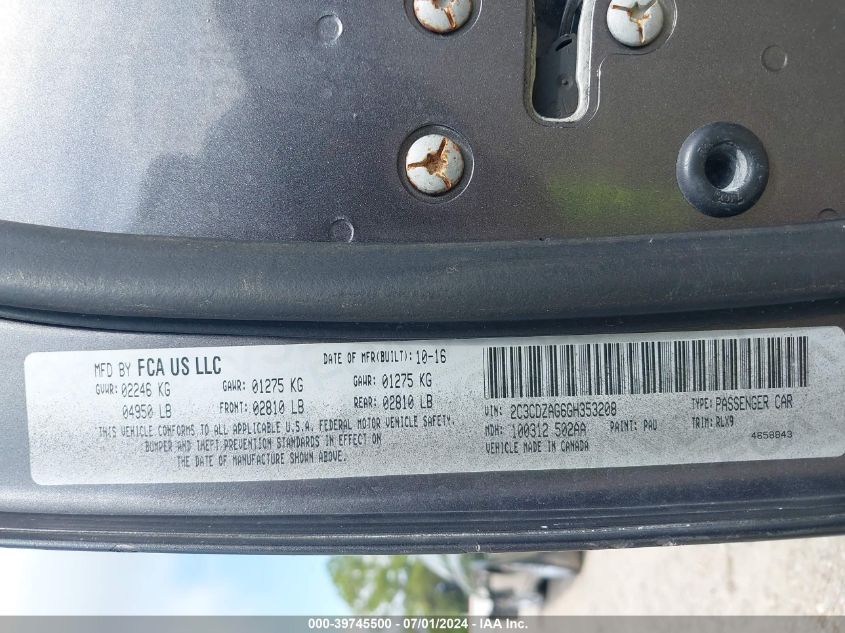 MFD BY FCA US LLC
DATE OF MFR(BUILT): 10-16
GVWR: 02246 KG
GAWR: 01275 KG
GAWR: 01275 KG
04950 LB
FRONT: 02810 LB
REAR: 02810 LB
THIS VEHICLE CONFORMS TO ALL APPLICABLE U.S.A. FEDERAL MOTOR VEHICLE SAFETY,
BUMPER AND THEFT PREVENTION STANDARDS IN EFFECT ON
THE DATE OF MANUFACTURE SHOWN ABOVE.
VIN: 2C3CDZAG6GH353208
TYPE: PASSENGER CAR
MDH: 100312 502AA
PAINT: PAU
TRIM: RLX9
VEHICLE MADE IN CANADA
4658843
000-39745500 - 07/01/2024 - IAA, Inc.